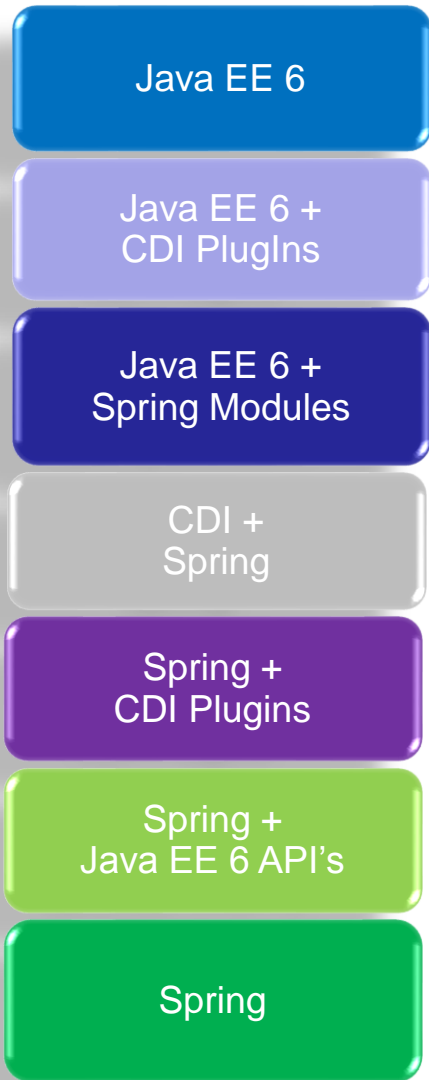 Java EE 6
Java EE 6 +
CDI PlugIns
Java EE 6 +
Spring Modules
CDI +
Spring
Spring +
CDI Plugins
Spring +
Java EE 6 API’s
Spring